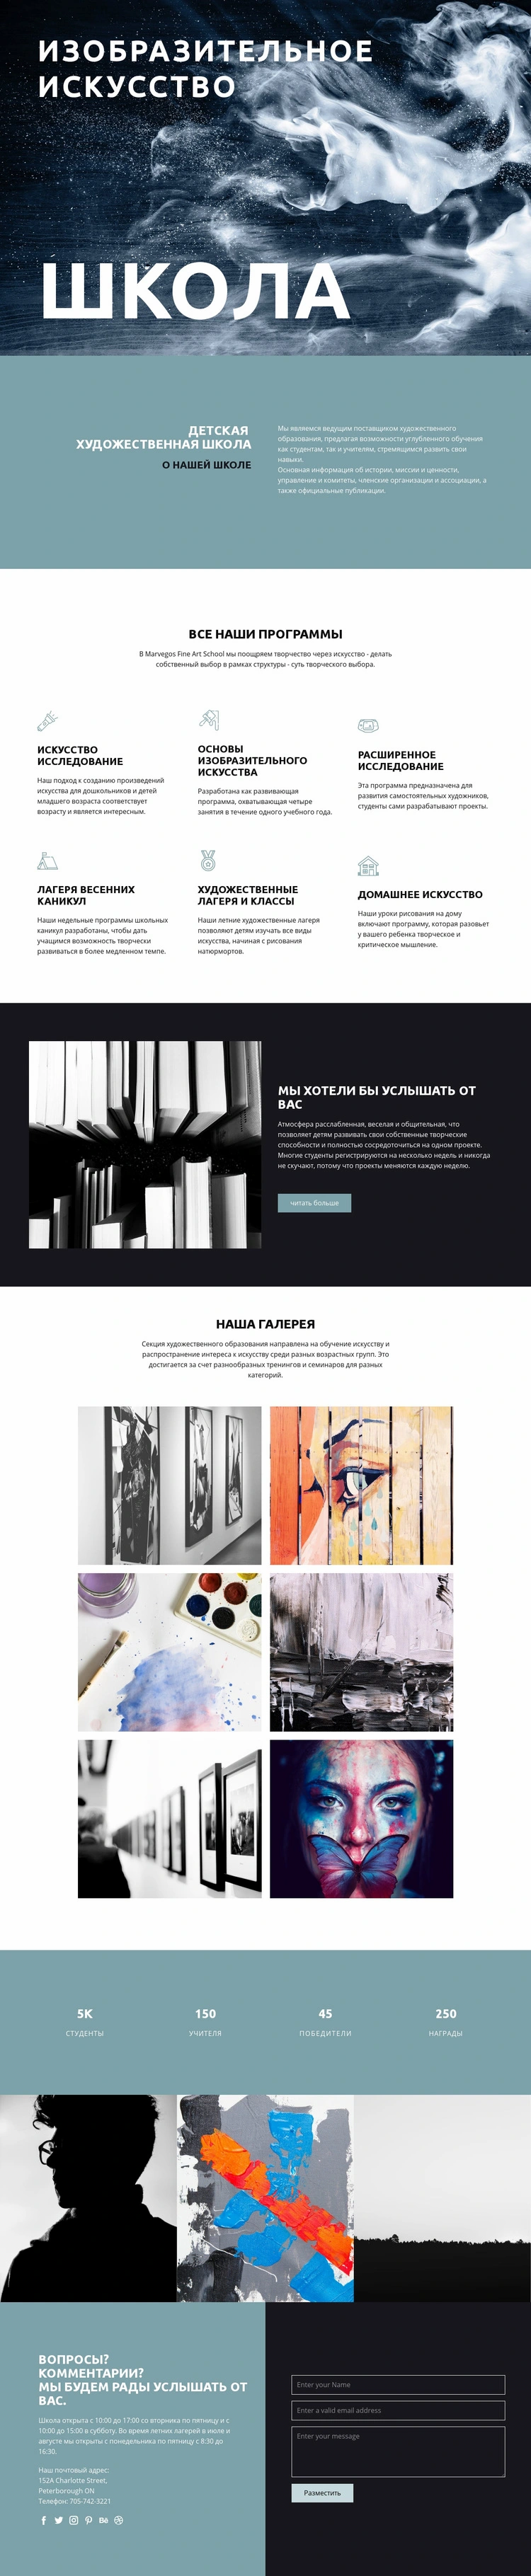 ИЗОБРАЗИТЕЛЬНОЕ
ИСКУССТВО
ШКОЛА
ДЕТСКАЯ
ХУДОЖЕСТВЕННАЯ ШКОЛА
О НАШЕЙ ШКОЛЕ
Мы являемся ведущим поставщиком художественного
образования, предлагая возможности углубленного обучения
как студентам, так и учителям, стремящимся развить свои
навыки.
Основная информация об истории, миссии и ценности,
управление и комитеты, членские организации и ассоциации, а
также официальные публикации.
ВСЕ НАШИ ПРОГРАММЫ
В Marvegos Fine Art School мы поощряем творчество через искусство - делать
собственный выбор в рамках структуры - суть творческого выбора.
ИСКУССТВО
ИССЛЕДОВАНИЕ
Наш подход к созданию произведений
искусства для дошкольников и детей
младшего возраста соответствует
возрасту и является интересным.
ОСНОВЫ
ИЗОБРАЗИТЕЛЬНОГО
ИСКУССТВА
Разработана как развивающая
программа, охватывающая четыре
занятия в течение одного учебного года.
РАСШИРЕННОЕ
ИССЛЕДОВАНИЕ
Эта программа предназначена для
развития самостоятельных художников,
студенты сами разрабатывают проекты.
ЛАГЕРЯ ВЕСЕННИХ
КАНИКУЛ
Наши недельные программы школьных
каникул разработаны, чтобы дать
учащимся возможность творчески
развиваться в более медленном темпе.
ХУДОЖЕСТВЕННЫЕ
ЛАГЕРЯ И КЛАССЫ
Наши летние художественные лагеря
позволяют детям изучать все виды
искусства, начиная с рисования
натюрмортов.
ДОМАШНЕЕ ИСКУССТВО
Наши уроки рисования на дому
включают программу, которая разовьет
у вашего ребенка творческое и
критическое мышление.
МЫ ХОТЕЛИ БЫ УСЛЫШАТЬ ОТ
ВАС
Атмосфера расслабленная, веселая и общительная, что
позволяет детям развивать свои собственные творческие
способности и полностью сосредоточиться на одном проекте.
Многие студенты регистрируются на несколько недель и никогда
не скучают, потому что проекты меняются каждую неделю.
читать больше
НАША ГАЛЕРЕЯ
Секция художественного образования направлена на обучение искусству и
распространение интереса к искусству среди разных возрастных групп. Это
достигается за счет разнообразных тренингов и семинаров для разных
категорий.
5К
СТУДЕНТЫ
150
УЧИТЕЛЯ
45
ПОБЕДИТЕЛИ
250
НАГРАДЫ
ВОПРОСЫ?
КОММЕНТАРИИ?
МЫ БУДЕМ РАДЫ УСЛЫШАТЬ ОТ
ВАС.
Школа открыта с 10:00 до 17:00 со вторника по пятницу и с
10:00 до 15:00 в субботу. Во время летних лагерей в июле и
августе мы открыты с понедельника по пятницу с 8:30 до
16:30.
Наш почтовый адрес:
152A Charlotte Street,
Peterborough ON
Телефон: 705-742-3221
Enter your Name
Enter a valid email address
Enter your message
Разместить